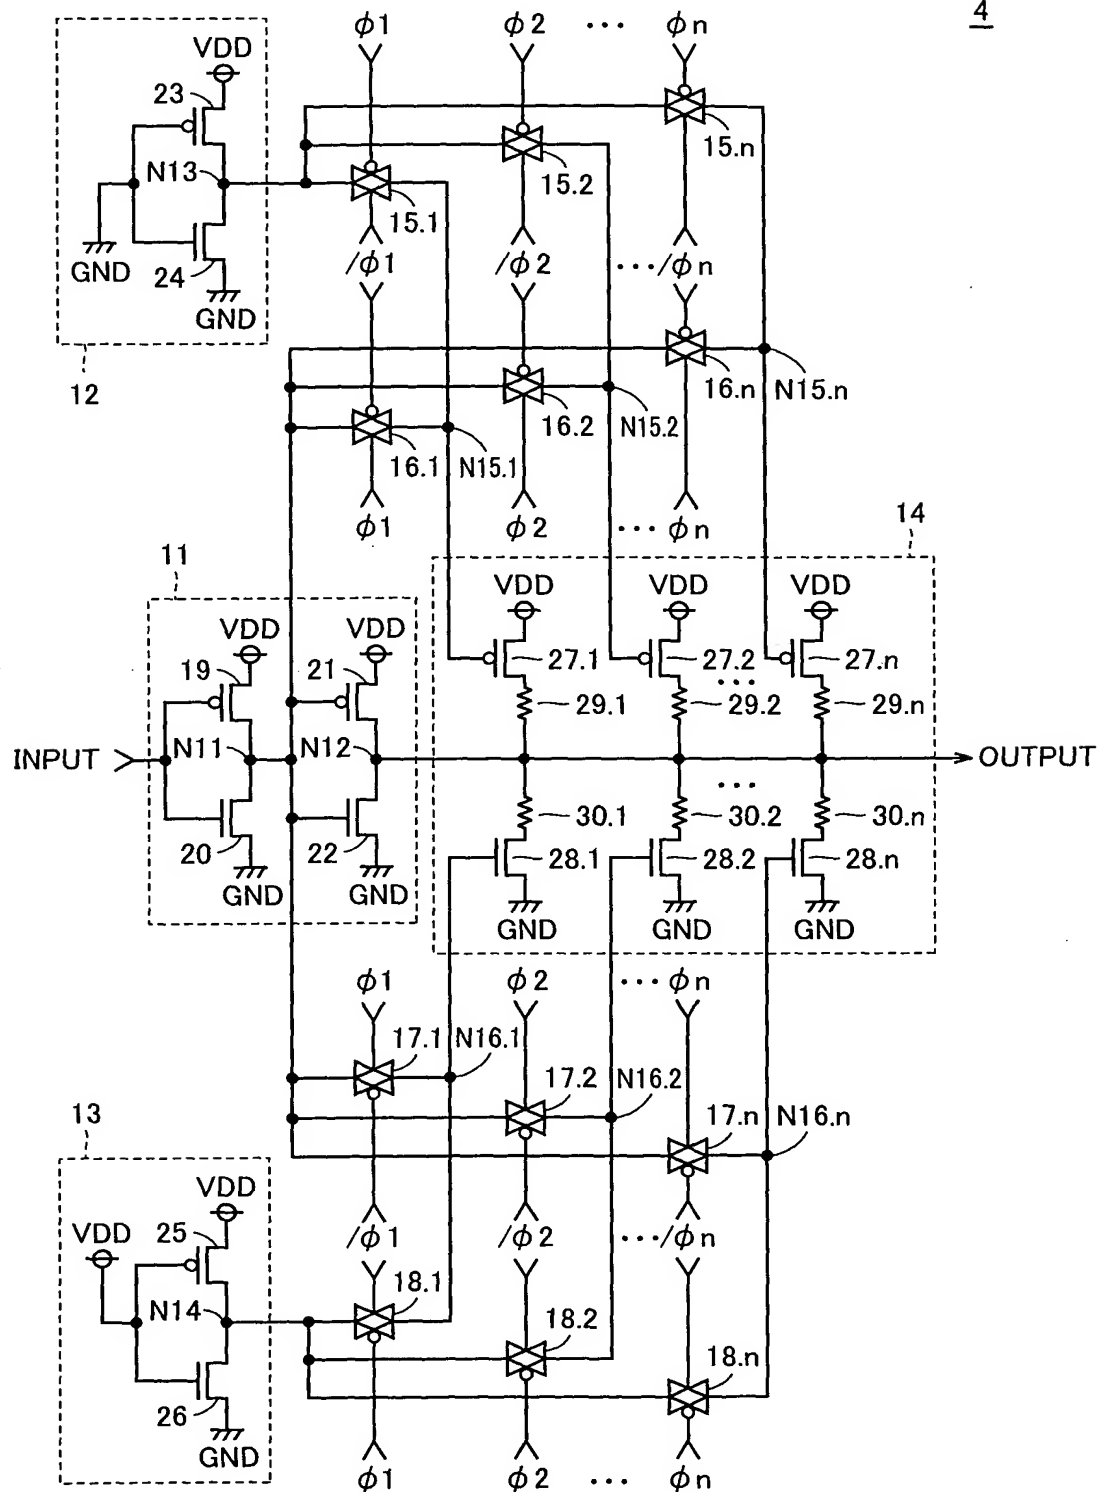 4
φ1 φ2 ··· φn
VDD
23
N13
GND
24
GND
12
15.1
15.2
15.n
/φ1 /φ2 ··· /φn
16.1
N15.1
16.2
N15.2
16.n
N15.n
φ1 φ2 ··· φn
11
14
VDD VDD VDD
27.1 27.2 ··· 27.n
29.1 29.2 29.n
VDD VDD
19 21
INPUT N11 N12 OUTPUT
20 22
GND GND
···
30.1 30.2 30.n
28.1 28.2 28.n
GND GND GND
φ1 φ2 ··· φn
17.1 N16.1
17.2 N16.2
17.n N16.n
13
VDD
VDD 25
N14
26
GND
/φ1 /φ2 ··· /φn
18.1
18.2
18.n
φ1 φ2 ··· φn